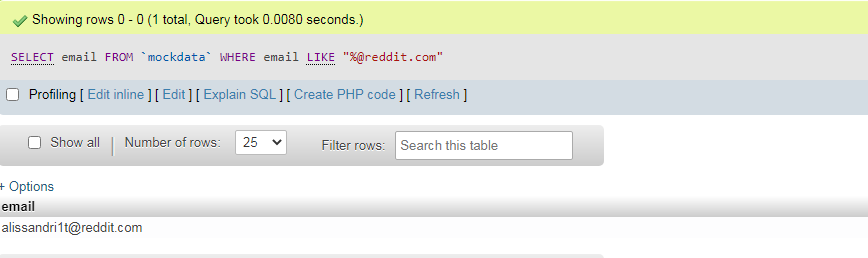 Showing rows 0 - 0 (1 total, Query took 0.0080 seconds.)
SELECT email FROM `mockdata` WHERE email LIKE "%@reddit.com"
Profiling [ Edit inline ] [ Edit ] [ Explain SQL ] [ Create PHP code ] [ Refresh ]
Show all | Number of rows: 25 Filter rows: Search this table
+ Options
email
alissandri1t@reddit.com